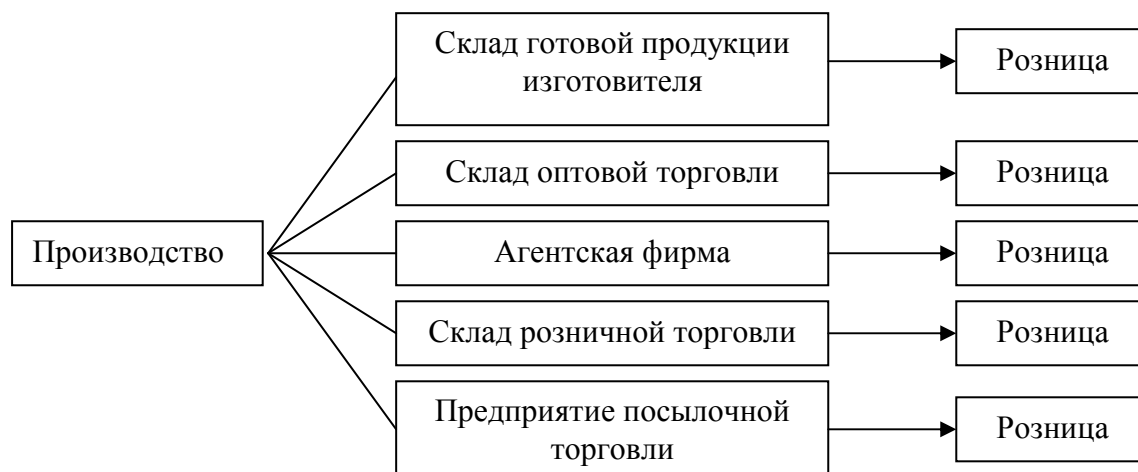 Склад готовой продукции
изготовителя
Розница
Склад оптовой торговли
Розница
Производство
Агентская фирма
Розница
Склад розничной торговли
Розница
Предприятие посылочной
торговли
Розница